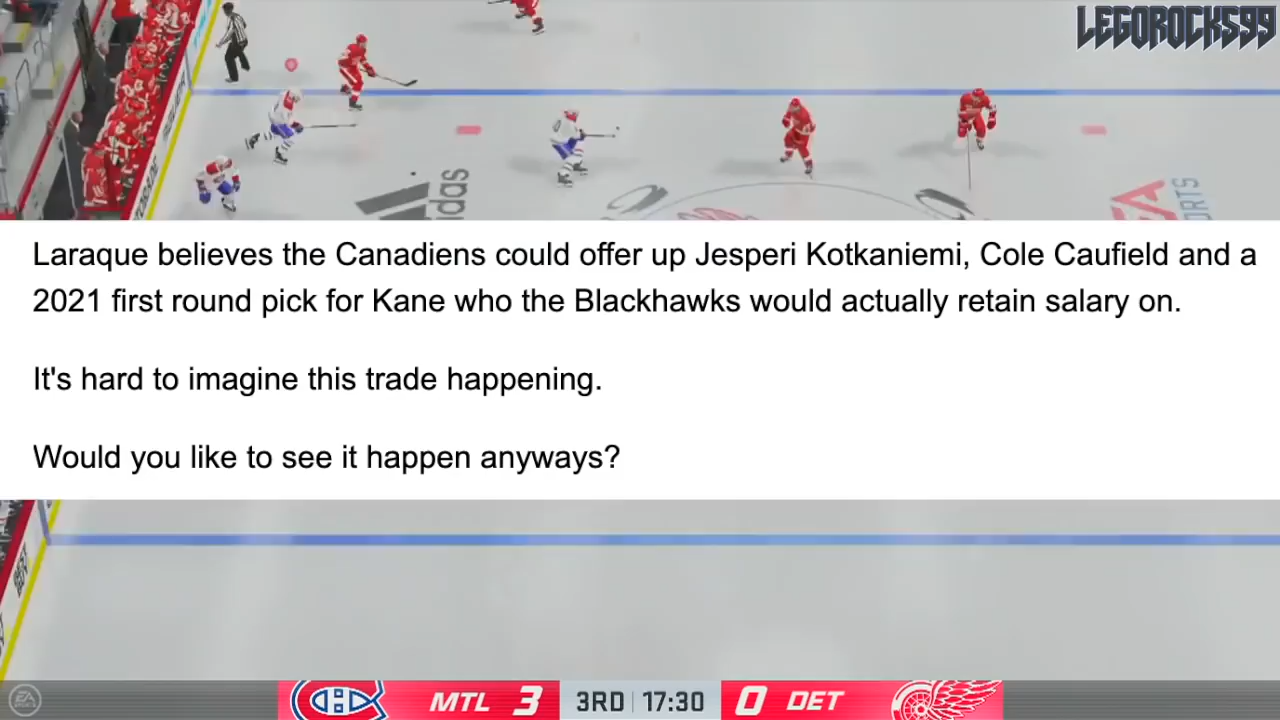 LEGOROCKS99
adidas
Laraque believes the Canadiens could offer up Jesperi Kotkaniemi, Cole Caufield and a
2021 first round pick for Kane who the Blackhawks would actually retain salary on.
It's hard to imagine this trade happening.
Would you like to see it happen anyways?
MTL 3 3RD 17:30 0 DET